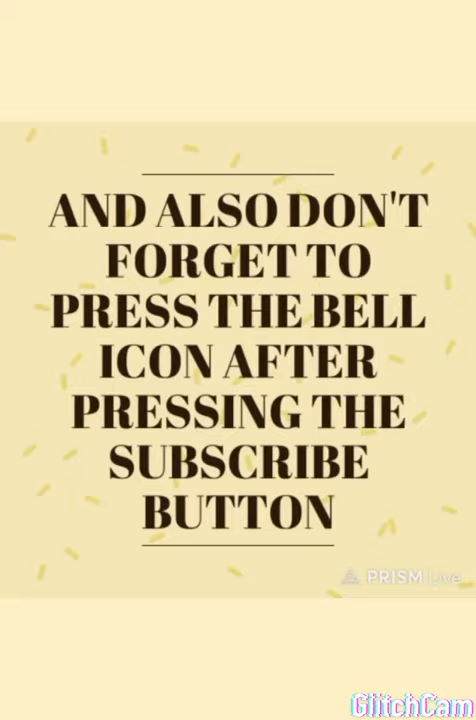 AND ALSO DON'T
FORGET TO
PRESS THE BELL
ICON AFTER
PRESSING THE
SUBSCRIBE
BUTTON
PRISM Live
GlitchCam